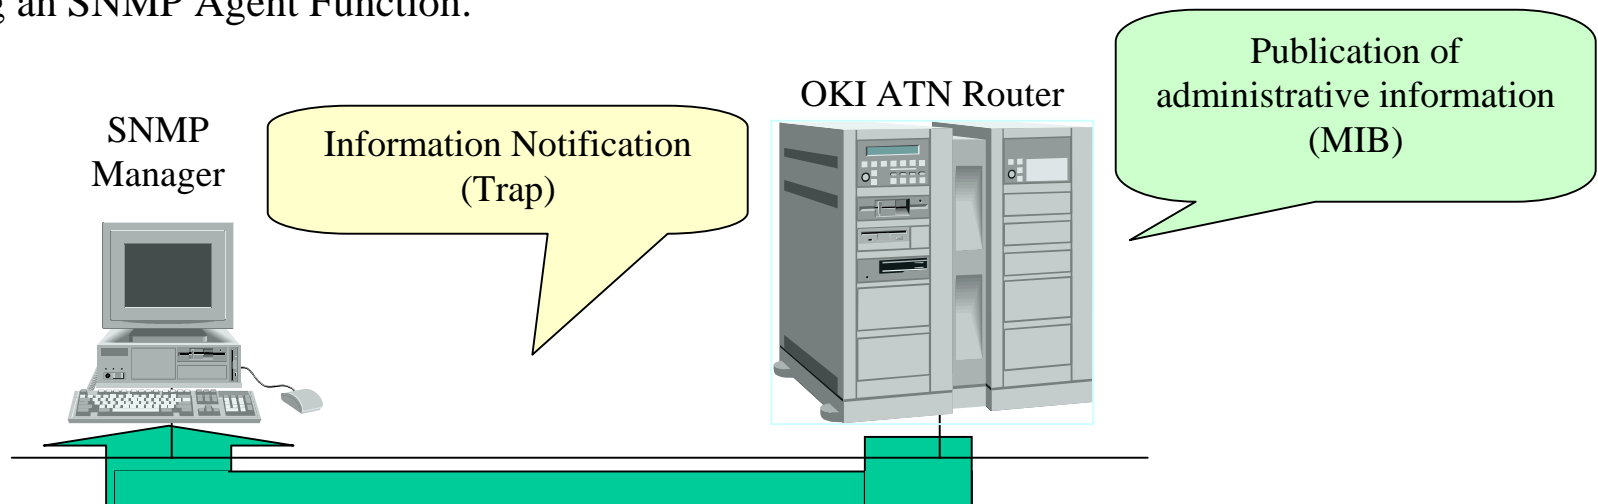 an SNMP Agent Function.
OKI ATN Router
SNMP
Manager
Information Notification
(Trap)
Publication of
administrative information
(MIB)